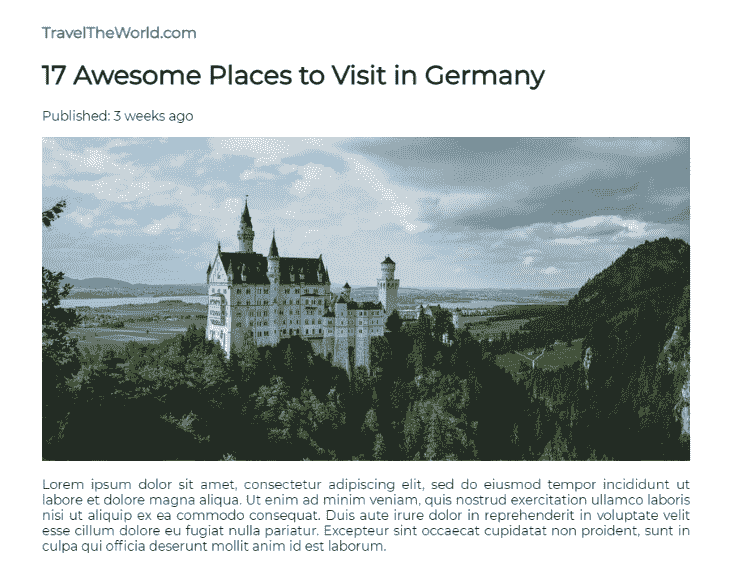 TravelTheWorld.com
17 Awesome Places to Visit in Germany
Published: 3 weeks ago
Lorem ipsum dolor sit amet, consectetur adipiscing elit, sed do eiusmod tempor incididunt ut
labore et dolore magna aliqua. Ut enim ad minim veniam, quis nostrud exercitation ullamco laboris
nisi ut aliquip ex ea commodo consequat. Duis aute irure dolor in reprehenderit in voluptate velit
esse cillum dolore eu fugiat nulla pariatur. Excepteur sint occaecat cupidatat non proident, sunt in
culpa qui officia deserunt mollit anim id est laborum.